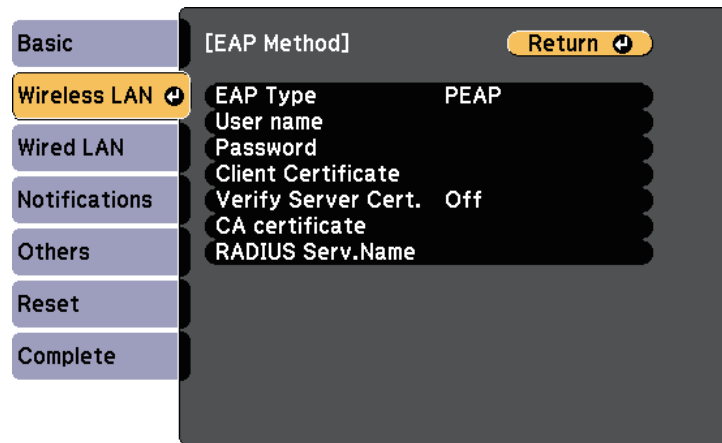 Basic
Wireless LAN
Wired LAN
Notifications
Others
Reset
Complete
[EAP Method]
Return
EAP Type PEAP
User name
Password
Client Certificate
Verify Server Cert. Off
CA certificate
RADIUS Serv.Name